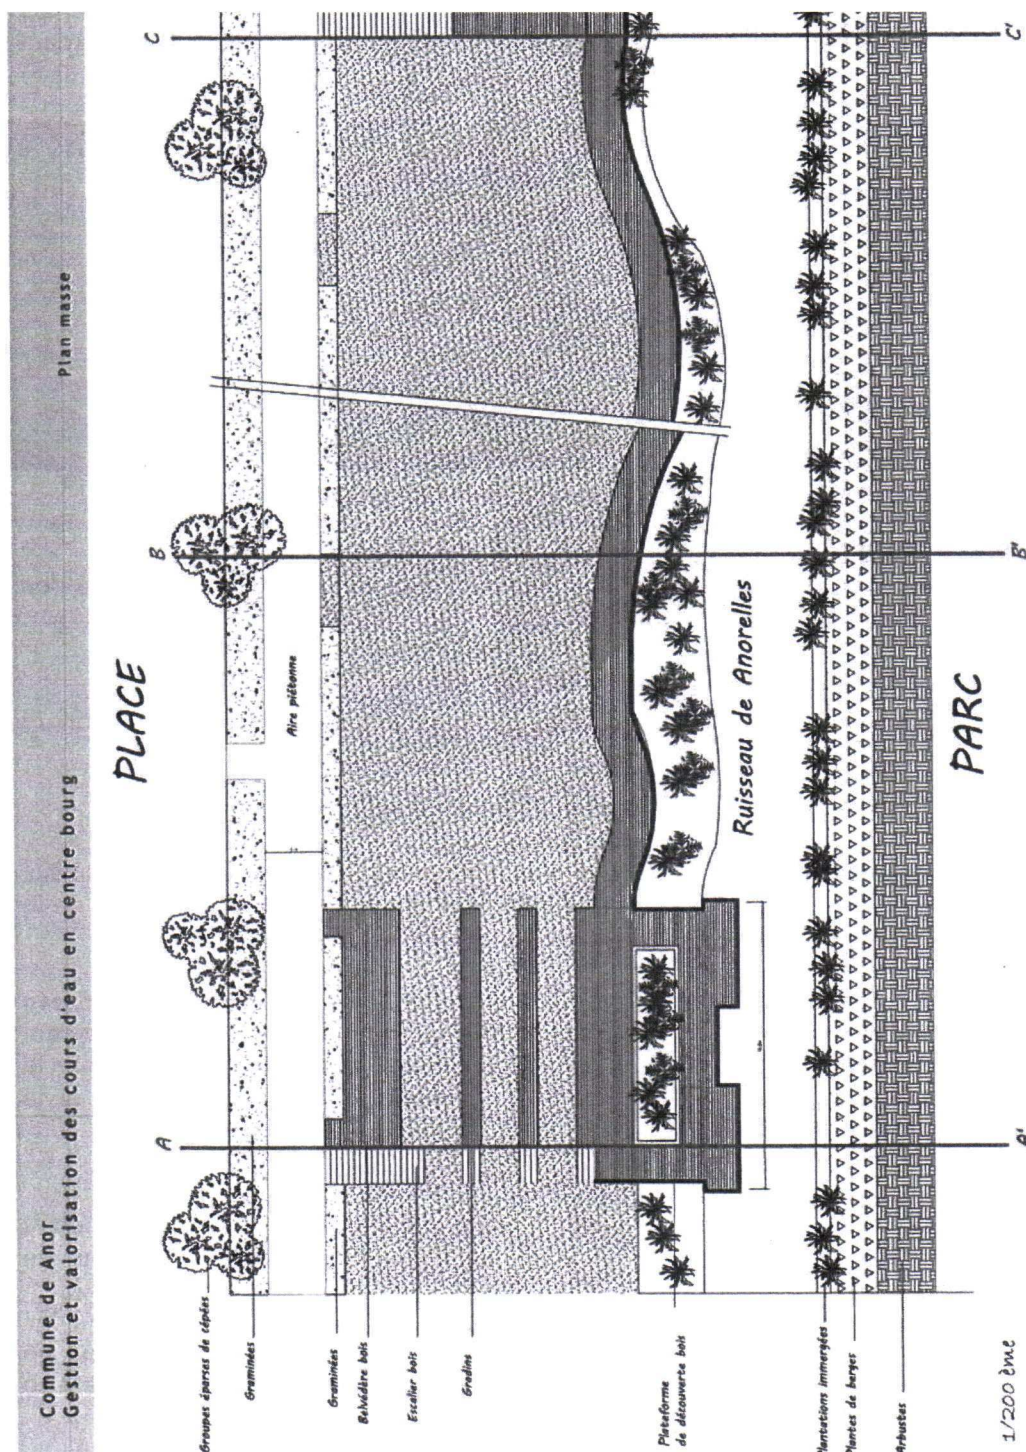 Commune de Anor
Gestion et valorisation des cours d'eau en centre bourg
Plan masse
PLACE
A
B
C
Aire piétonne
Ruisseau de Anorelles
PARC
A'
B'
C'
Groupes éparses de cépées
Graminées
Graminées
Belvédère bois
Escalier bois
Gradins
Plateforme
de découverte bois
Plantations immergées
antes de berges
Arbustes
1/200 ème